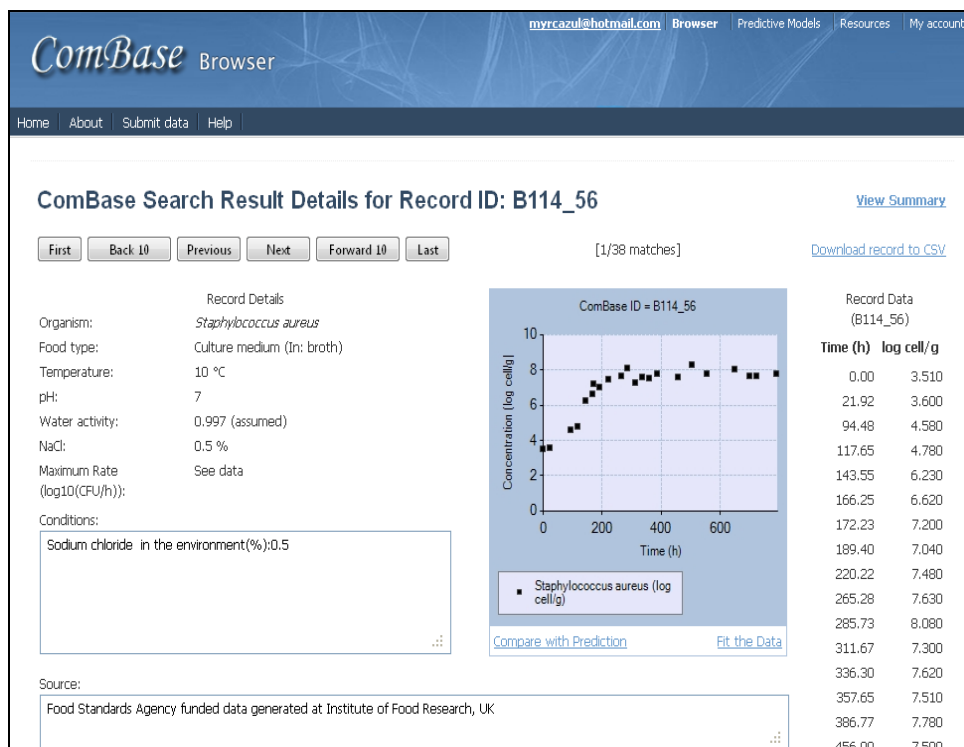 myrcazul@hotmail.com Browser Predictive Models Resources My account
ComBase Browser
Home About Submit data Help
ComBase Search Result Details for Record ID: B114_56
View Summary
First Back 10 Previous Next Forward 10 Last
[1/38 matches]
Download record to CSV
Record Details
Organism: Staphylococcus aureus
Food type: Culture medium (In: broth)
Temperature: 10 °C
pH: 7
Water activity: 0.997 (assumed)
NaCl: 0.5 %
Maximum Rate See data
(log10(CFU/h)):
Conditions:
Sodium chloride in the environment(%):0.5
Source:
Food Standards Agency funded data generated at Institute of Food Research, UK
ComBase ID = B114_56
Concentration (log cell/g)
10
8
6
4
2
0
0 200 400 600
Time (h)
Staphylococcus aureus (log
cell/g)
Compare with Prediction Fit the Data
Record Data
(B114_56)
Time (h) log cell/g
0.00 3.510
21.92 3.600
94.48 4.580
117.65 4.780
143.55 6.230
166.25 6.620
172.23 7.200
189.40 7.040
220.22 7.480
265.28 7.630
285.73 8.080
311.67 7.300
336.30 7.620
357.65 7.510
386.77 7.780